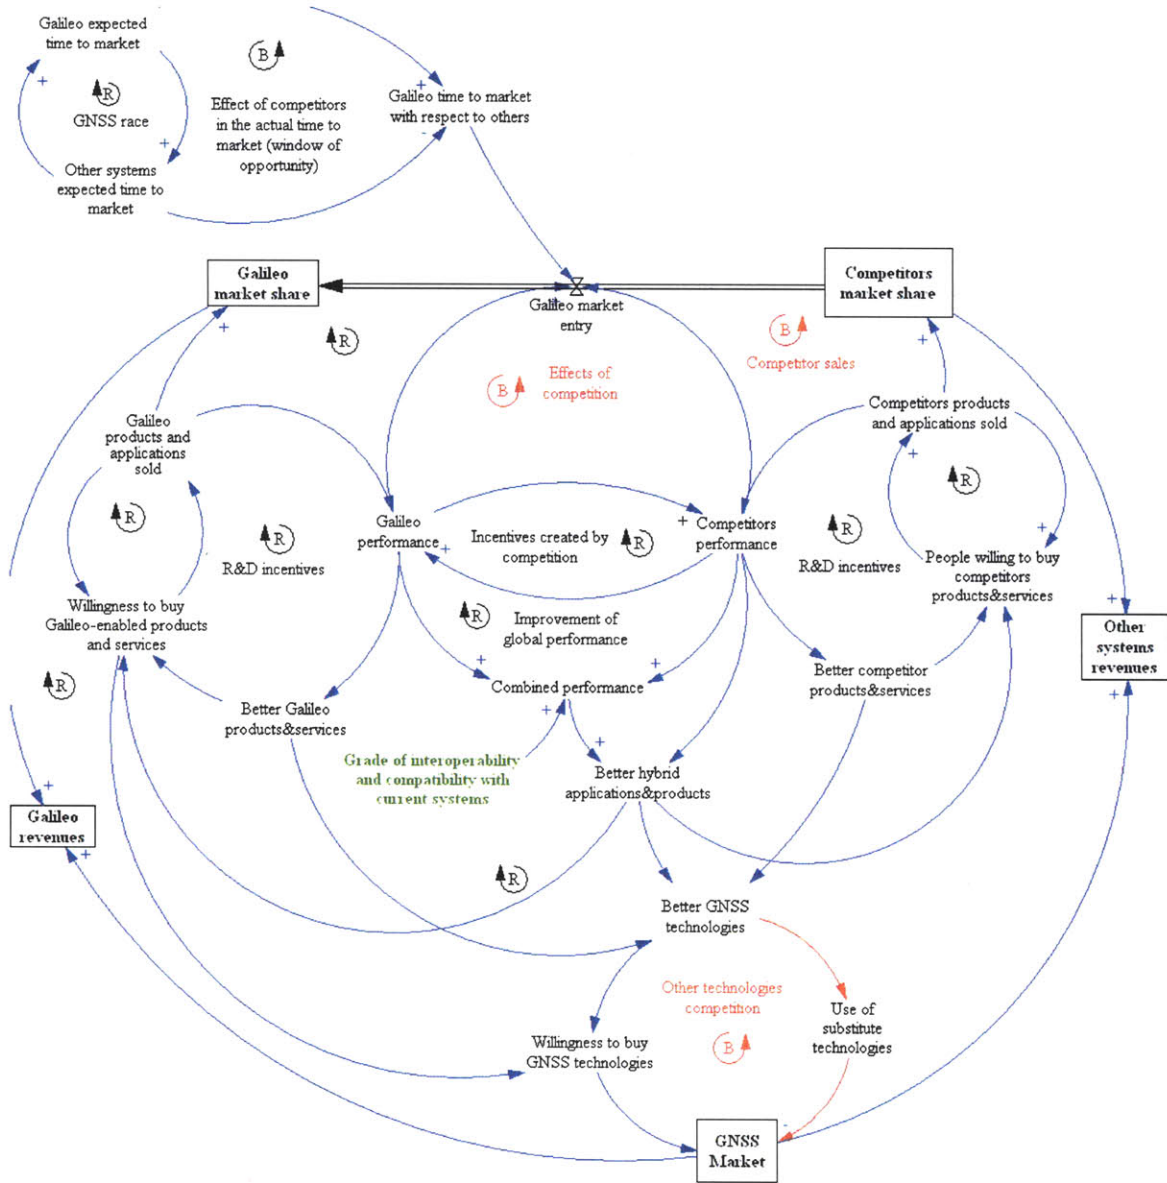 Galileo expected
time to market
+
B
R
GNSS race
+
Effect of competitors
in the actual time to
market (window of
opportunity)
+
Galileo time to market
with respect to others
-
Other systems
expected time to
market
Galileo
market share
Competitors
market share
+
Galileo market
entry
+
R
B
Competitor sales
+
B
Effects of
competition
Galileo
products and
applications
sold
Competitors products
and applications sold
+
R
R
R
R&D incentives
Galileo
performance
+
Incentives created by
competition
R
+
Competitors
performance
R
R&D incentives
+
People willing to buy
competitors
products&services
Willingness to buy
Galileo-enabled products
and services
R
Improvement of
global performance
+
Other
systems
revenues
+
R
+
+
Combined performance
+
Better competitor
products&services
Better Galileo
products&services
Grade of interoperability
and compatibility with
current systems
+
Better hybrid
applications&products
+
Galileo
revenues
+
R
Better GNSS
technologies
Other technologies
competition
B
Use of
substitute
technologies
Willingness to buy
GNSS technologies
-
GNSS
Market